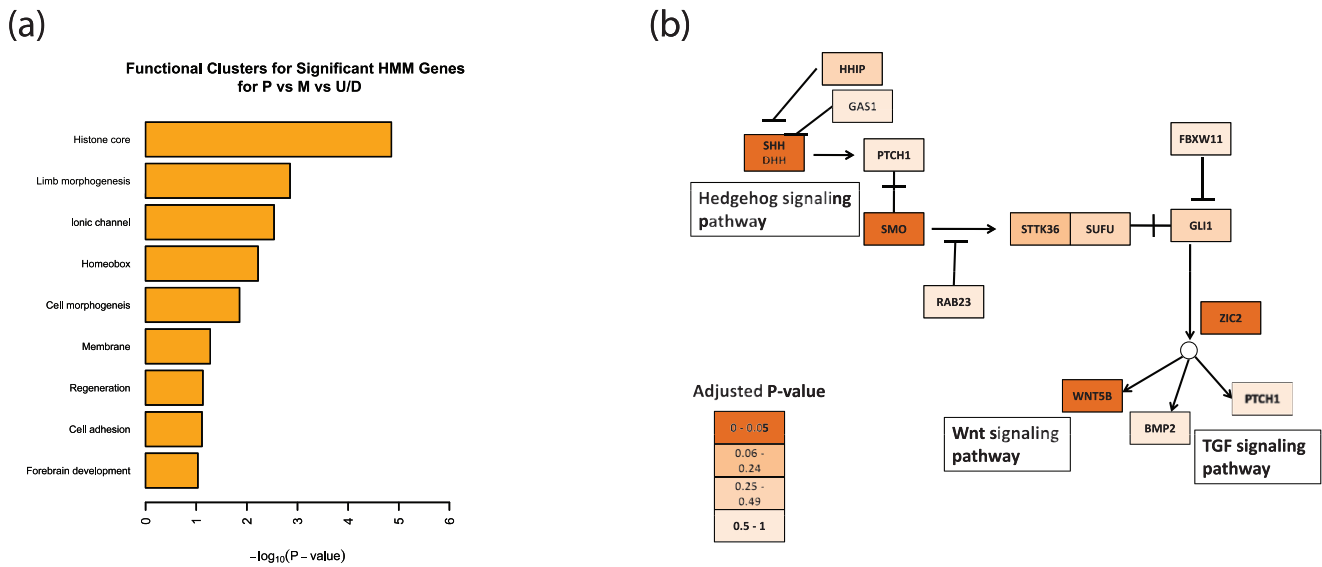 (a)
Functional Clusters for Significant HMM Genes
for P vs M vs U/D
Histone core
Limb morphogenesis
Ionic channel
Homeobox
Cell morphogeneis
Membrane
Regeneration
Cell adhesion
Forebrain development
0 1 2 3 4 5 6
−log10(P − value)
(b)
HHIP
GAS1
SHH
DHH
PTCH1
FBXW11
Hedgehog signaling
pathway
SMO
STTK36
SUFU
GLI1
RAB23
ZIC2
Adjusted P-value
0 - 0.05
0.06 -
0.24
0.25 -
0.49
0.5 - 1
WNT5B
PTCH1
BMP2
Wnt signaling
pathway
TGF signaling
pathway